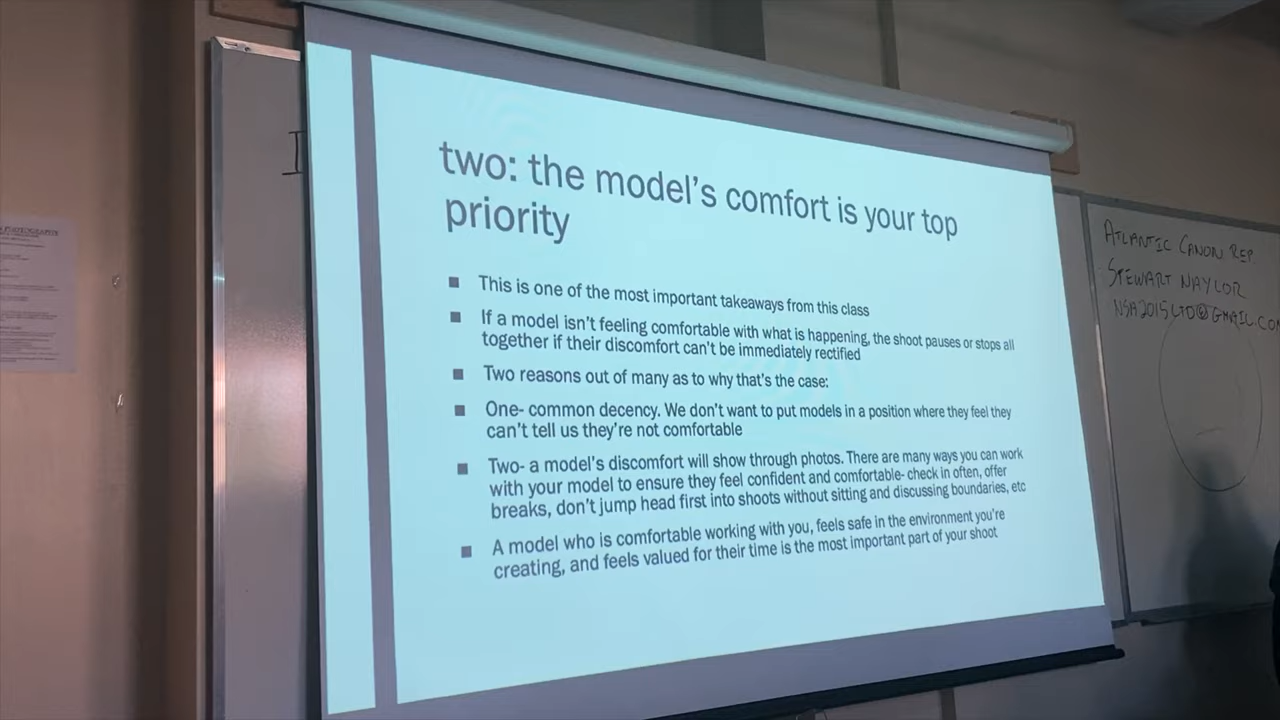 two: the model's comfort is your top
priority
This is one of the most important takeaways from this class
If a model isn't feeling comfortable with what is happening, the shoot pauses or stops all
together if their discomfort can't be immediately rectified
Two reasons out of many as to why that's the case:
One- common decency. We don't want to put models in a position where they feel they
can't tell us they're not comfortable
Two- a model's discomfort will show through photos. There are many ways you can work
with your model to ensure they feel confident and comfortable- check in often, offer
breaks, don't jump head first into shoots without sitting and discussing boundaries, etc
A model who is comfortable working with you, feels safe in the environment you're
creating, and feels valued for their time is the most important part of your shoot
ATLANTIC CANON REP
STEWART NAYLOR
NSA2015LTD@GMAIL.COM